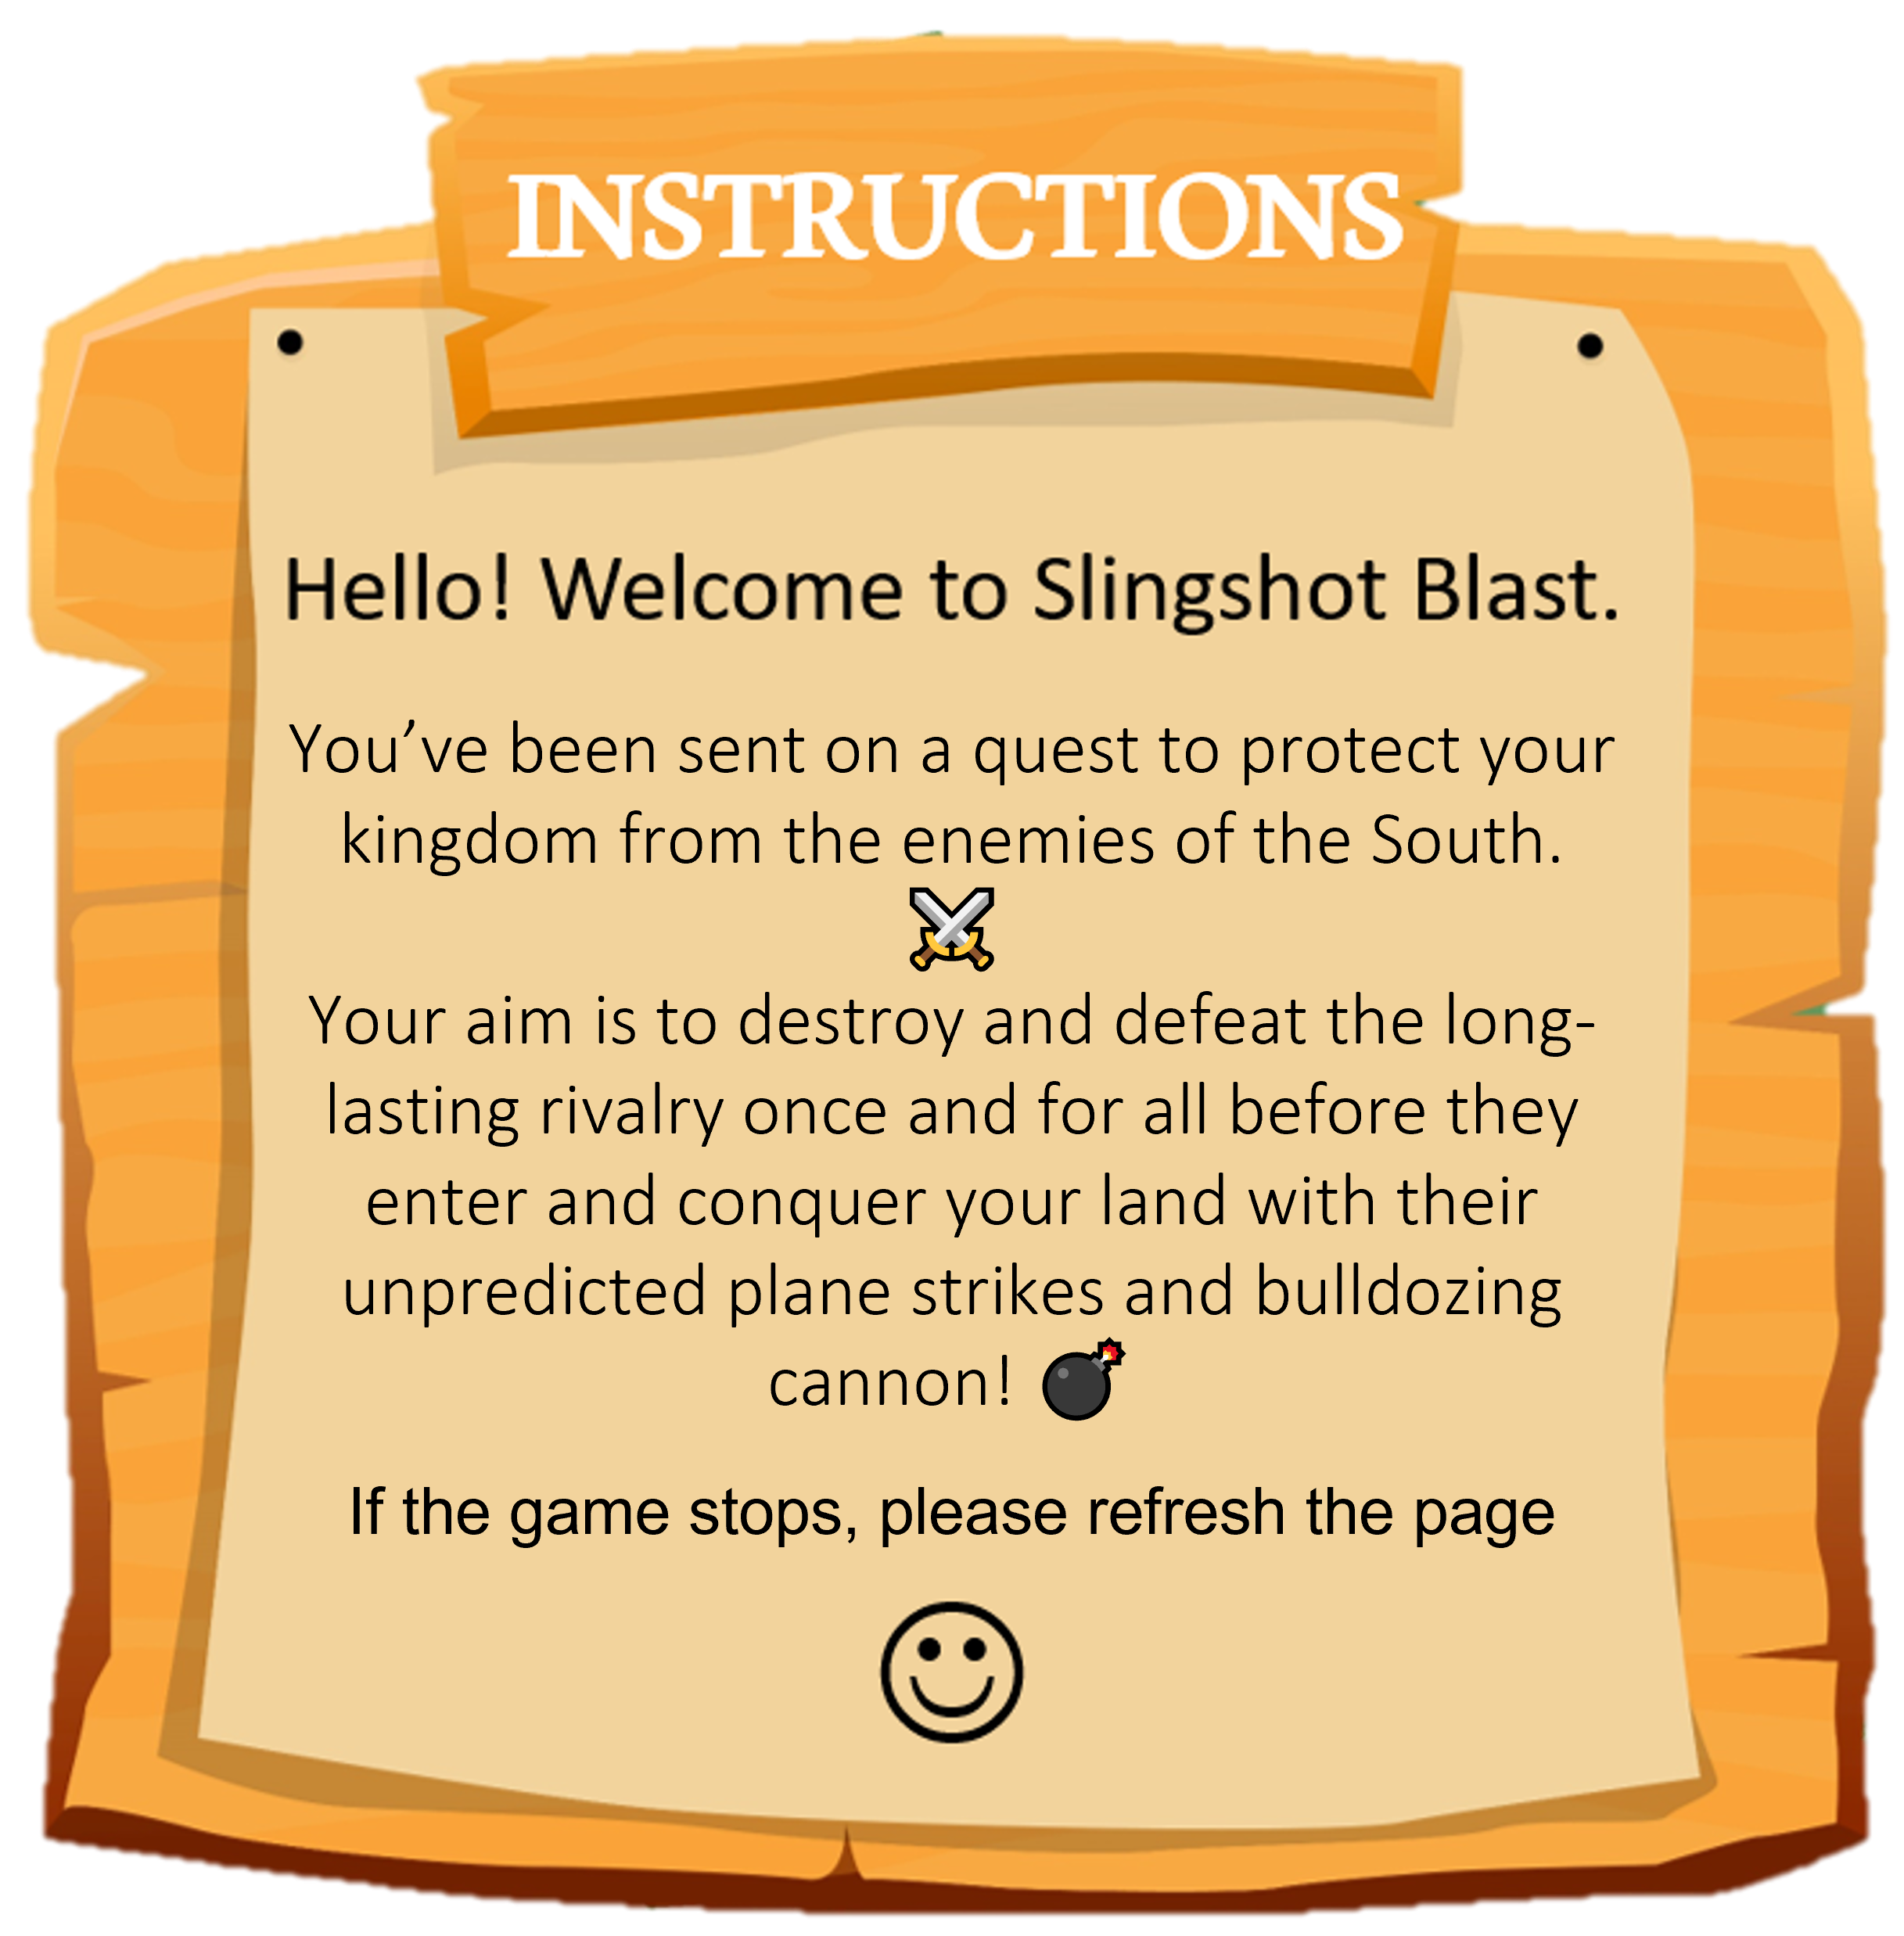 INSTRUCTIONS
Hello! Welcome to Slingshot Blast.
You’ve been sent on a quest to protect your
kingdom from the enemies of the South.
Your aim is to destroy and defeat the long-
lasting rivalry once and for all before they
enter and conquer your land with their
unpredicted plane strikes and bulldozing
cannon!
If the game stops, please refresh the page